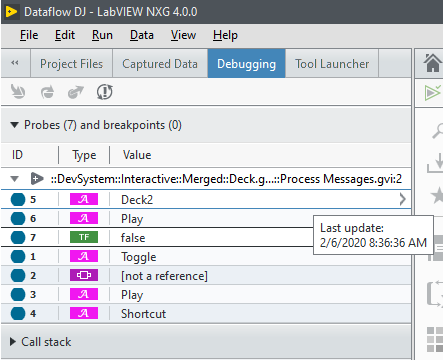 Dataflow DJ - LabVIEW NXG 4.0.0
File Edit Run Data View Help
Project Files Captured Data Debugging Tool Launcher
Probes (7) and breakpoints (0)
ID Type Value
::DevSystem::Interactive::Merged::Deck.g...::Process Messages.gvi:2
5 A Deck2
6 A Play
7 TF false
1 A Toggle
2 [not a reference]
3 A Play
4 A Shortcut
Last update:
2/6/2020 8:36:36 AM
Call stack